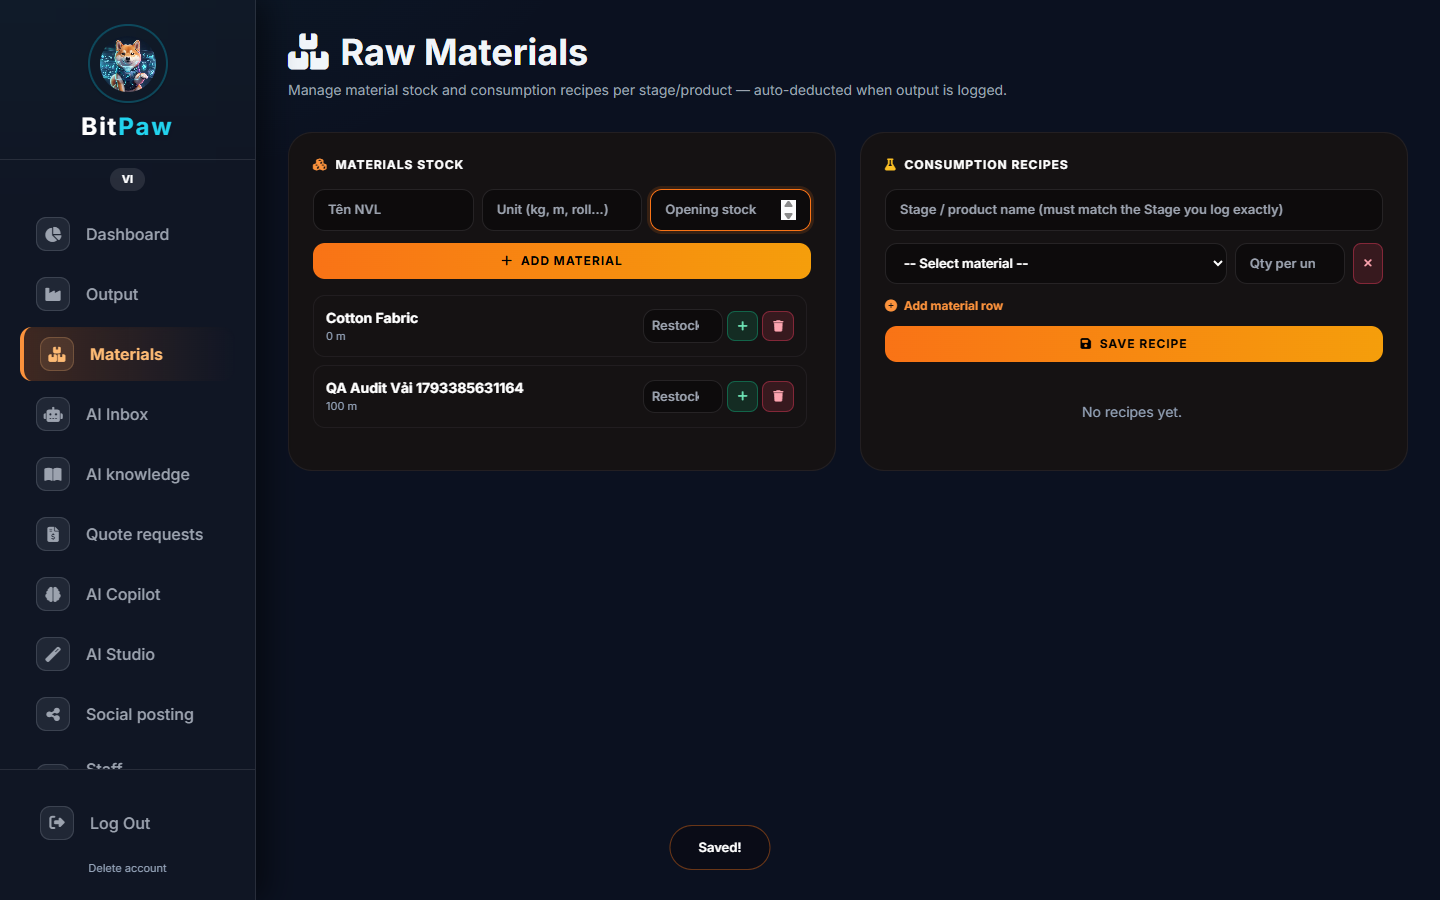 BitPaw
VI
Dashboard
Output
Materials
AI Inbox
AI knowledge
Quote requests
AI Copilot
AI Studio
Social posting
Staff
Log Out
Delete account
Raw Materials
Manage material stock and consumption recipes per stage/product — auto-deducted when output is logged.
MATERIALS STOCK
Tên NVL
Unit (kg, m, roll...)
Opening stock
ADD MATERIAL
Cotton Fabric
0 m
Restock
QA Audit Vải 1793385631164
100 m
Restock
CONSUMPTION RECIPES
Stage / product name (must match the Stage you log exactly)
-- Select material --
Qty per un
Add material row
SAVE RECIPE
No recipes yet.
Saved!